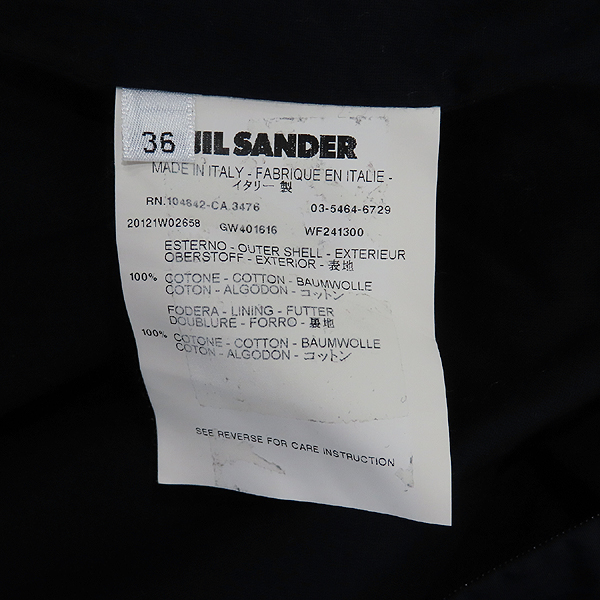 36
JIL SANDER
MADE IN ITALY - FABRIQUE EN ITALIE -
イタリー 製
RN.104842-CA.3476 03-5464-6729
20121W02658 GW401616 WF241300
ESTERNO - OUTER SHELL - EXTERIEUR
OBERSTOFF - EXTERIOR - 表地
100% COTONE - COTTON - BAUMWOLLE
COTON - ALGODON - コットン
FODERA - LINING - FUTTER
DOUBLURE - FORRO - 裏地
100% COTONE - COTTON - BAUMWOLLE
COTON - ALGODON - コットン
SEE REVERSE FOR CARE INSTRUCTION